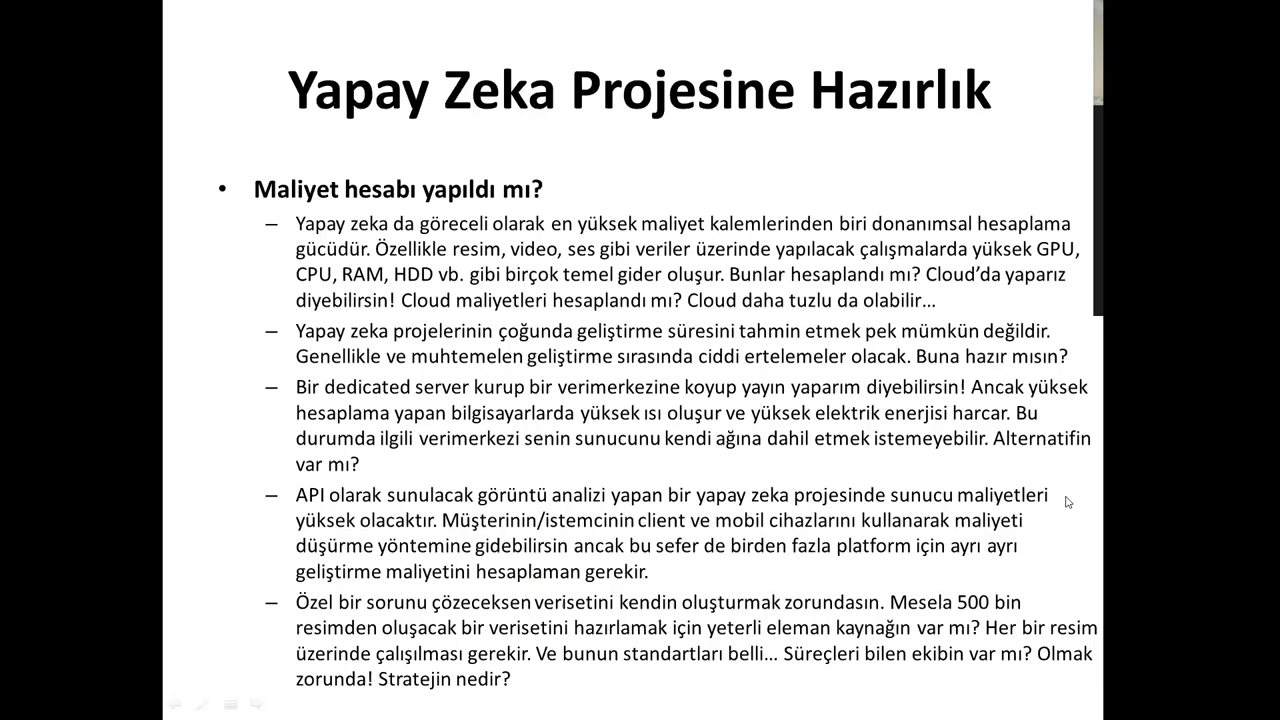 Yapay Zeka Projesine Hazırlık
• Maliyet hesabı yapıldı mı?
– Yapay zeka da göreceli olarak en yüksek maliyet kalemlerinden biri donanımsal hesaplama
gücüdür. Özellikle resim, video, ses gibi veriler üzerinde yapılacak çalışmalarda yüksek GPU,
CPU, RAM, HDD vb. gibi birçok temel gider oluşur. Bunlar hesaplandı mı? Cloud’da yaparız
diyebilirsin! Cloud maliyetleri hesaplandı mı? Cloud daha tuzlu da olabilir…
– Yapay zeka projelerinin çoğunda geliştirme süresini tahmin etmek pek mümkün değildir.
Genellikle ve muhtemelen geliştirme sırasında ciddi ertelemeler olacak. Buna hazır mısın?
– Bir dedicated server kurup bir verimerkezine koyup yayın yaparım diyebilirsin! Ancak yüksek
hesaplama yapan bilgisayarlarda yüksek ısı oluşur ve yüksek elektrik enerjisi harcar. Bu
durumda ilgili verimerkezi senin sunucunu kendi ağına dahil etmek istemeyebilir. Alternatifin
var mı?
– API olarak sunulacak görüntü analizi yapan bir yapay zeka projesinde sunucu maliyetleri
yüksek olacaktır. Müşterinin/istemcinin client ve mobil cihazlarını kullanarak maliyeti
düşürme yöntemine gidebilirsin ancak bu sefer de birden fazla platform için ayrı ayrı
geliştirme maliyetini hesaplaman gerekir.
– Özel bir sorunu çözeceksen verisetini kendin oluşturmak zorundasın. Mesela 500 bin
resimden oluşacak bir verisetini hazırlamak için yeterli eleman kaynağın var mı? Her bir resim
üzerinde çalışılması gerekir. Ve bunun standartları belli… Süreçleri bilen ekibin var mı? Olmak
zorunda! Stratejin nedir?